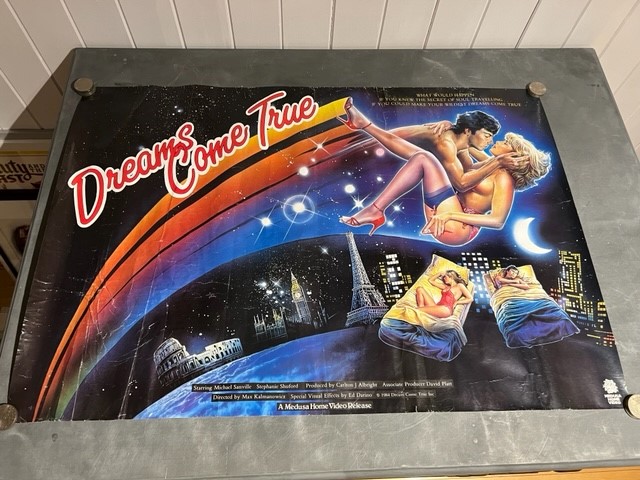 Dreams
Come True
WHAT WOULD HAPPEN
IF YOU KNEW THE SECRET OF SOUL TRAVELLING
IF YOU COULD MAKE YOUR WILDEST DREAMS COME TRUE
Starring Michael Sanville Stephanie Shuford Produced by Carlton J Albright Associate Producer David Platt
Directed by Max Kalmanowicz Special Visual Effects by Ed Darino © 1984 Dream Come True Inc
A Medusa Home Video Release